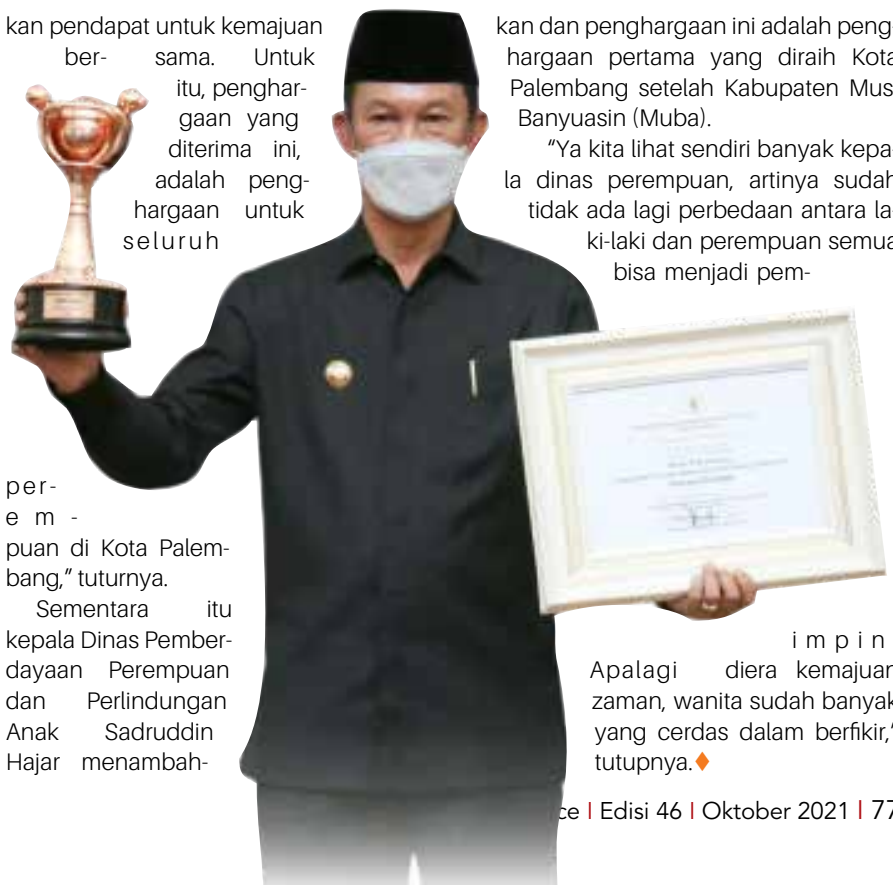 kan pendapat untuk kemajuan
ber- sama. Untuk
itu, penghar-
gaan yang
diterima ini,
adalah peng-
hargaan untuk
seluruh
per-
em-
puan di Kota Palem-
bang,” tuturnya.
Sementara itu
kepala Dinas Pember-
dayaan Perempuan
dan Perlindungan
Anak Sadruddin
Hajar menambah-
kan dan penghargaan ini adalah peng-
hargaan pertama yang diraih Kota
Palembang setelah Kabupaten Mus
Banyuasin (Muba).
“Ya kita lihat sendiri banyak kepa-
la dinas perempuan, artinya sudah
tidak ada lagi perbedaan antara la-
ki-laki dan perempuan semua
bisa menjadi pem-
impin
Apalagi diera kemajuan
zaman, wanita sudah banyak
yang cerdas dalam berfikir,”
tutupnya.♦
ce | Edisi 46 | Oktober 2021 | 77